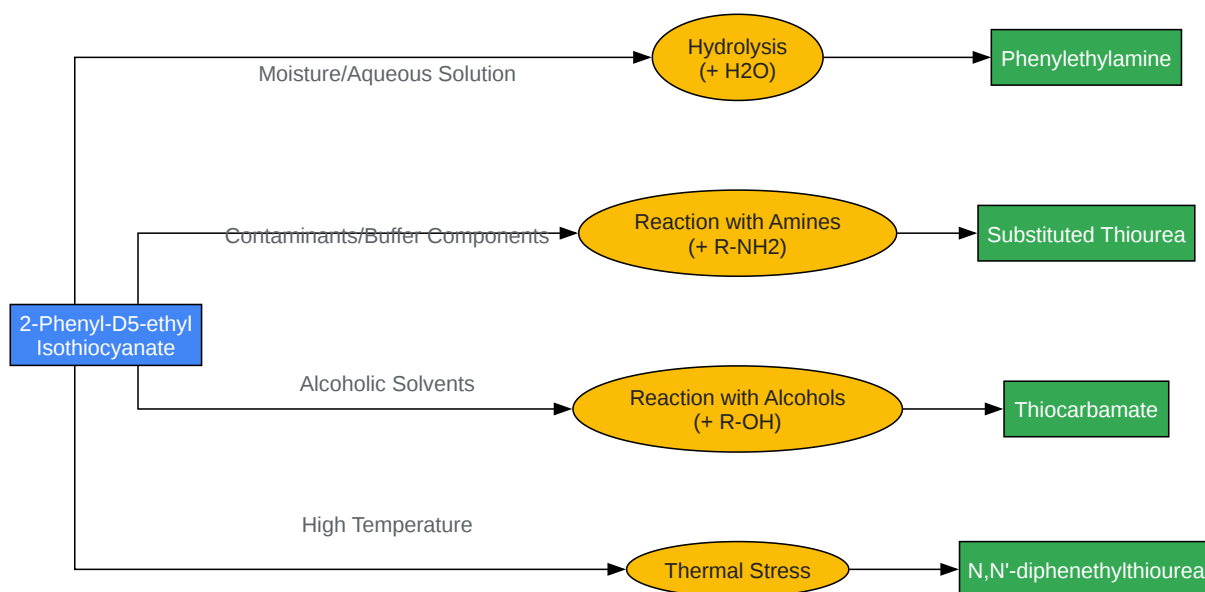 Hydrolysis
(+ H2O)
Phenylethylamine
Moisture/Aqueous Solution
Reaction with Amines
(+ R-NH2)
Substituted Thiourea
Contaminants/Buffer Components
2-Phenyl-D5-ethyl
Isothiocyanate
Alcoholic Solvents
Reaction with Alcohols
(+ R-OH)
Thiocarbamate
High Temperature
Thermal Stress
N,N'-diphenethylthiourea